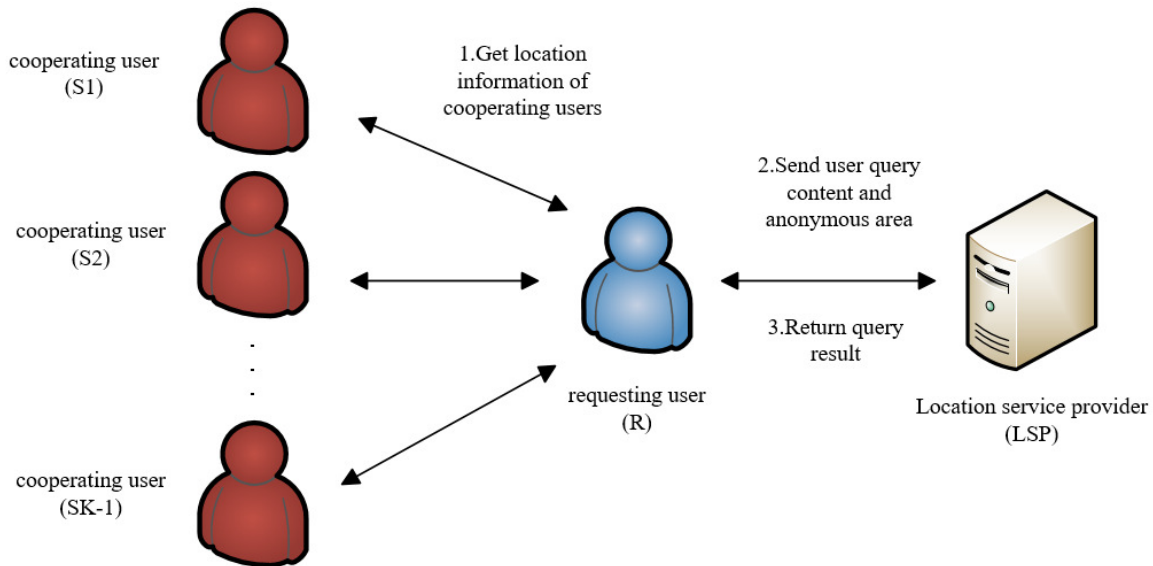 cooperating user
(S1)
1.Get location
information of
cooperating users
cooperating user
(S2)
2.Send user query
content and
anonymous area
3.Return query
result
requesting user
(R)
Location service provider
(LSP)
cooperating user
(SK-1)